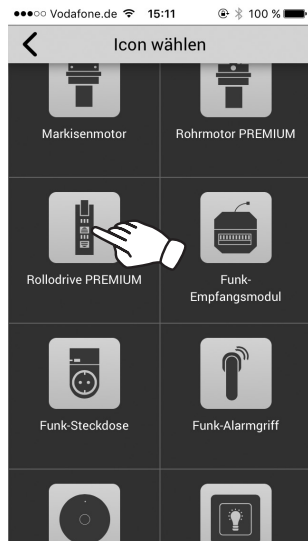 Vodafone.de 15:11 100 %
Icon wählen
Markisenmotor
Rohrmotor PREMIUM
Rollodrive PREMIUM
Funk-
Empfangsmodul
Funk-Steckdose
Funk-Alarmgriff